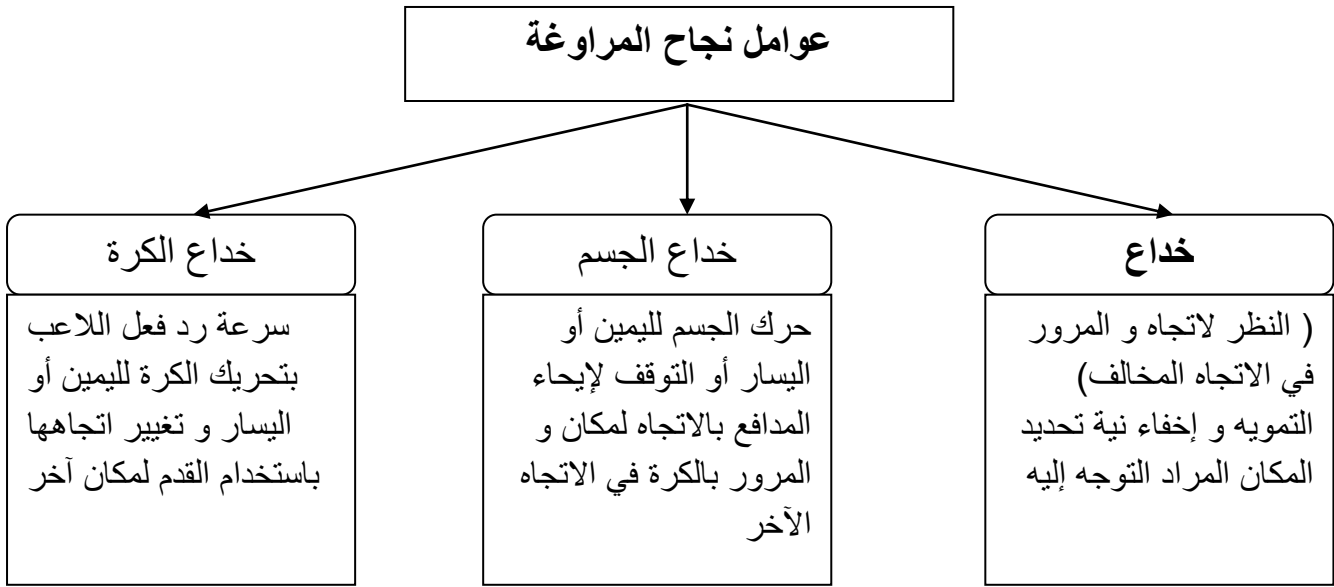 عوامل نجاح المراوغة
خداع
( النظر لاتجاه و المرور
في الاتجاه المخالف)
التمويه و إخفاء نية تحديد
المكان المراد التوجه إليه
خداع الجسم
حرك الجسم لليمين أو
اليسار أو التوقف لإيحاء
المدافع بالاتجاه لمكان و
المرور بالكرة في الاتجاه
الآخر
خداع الكرة
سرعة رد فعل اللاعب
بتحريك الكرة لليمين أو
اليسار و تغيير اتجاهها
باستخدام القدم لمكان آخر